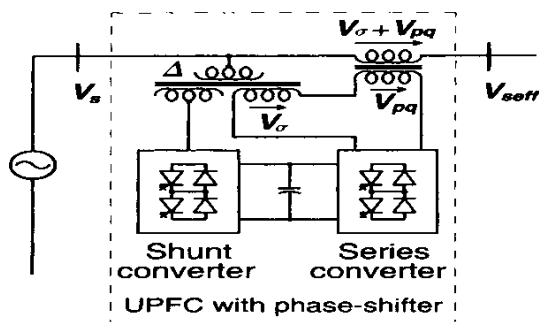 Vσ + Vpq
Δ
Vs
Vσ
Vpq
Vseff
Shunt
converter
Series
converter
UPFC with phase-shifter